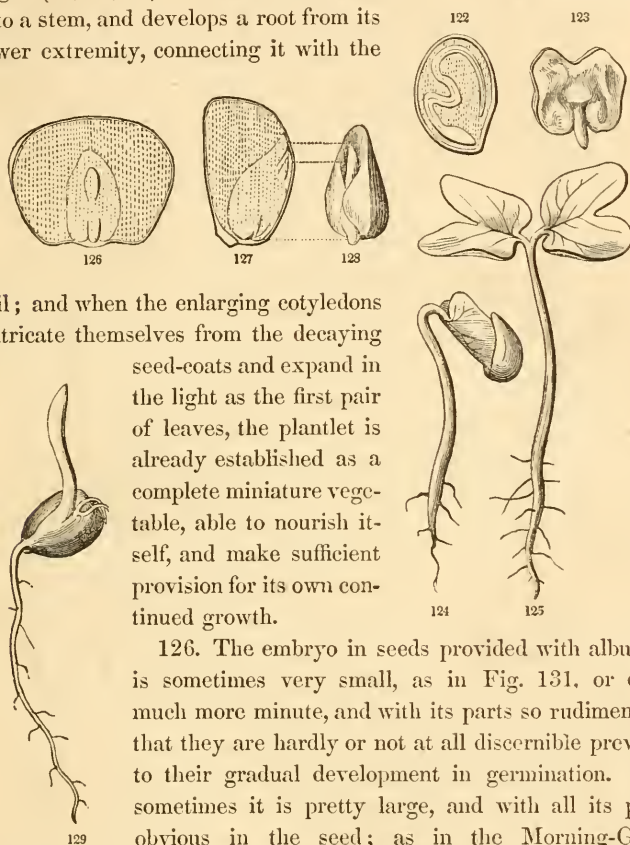 to a stem, and develops a root from its
wer extremity, connecting it with the
122
123
126
127
128
il; and when the enlarging cotyledons
tricate themselves from the decaying
seed-coats and expand in
the light as the first pair
of leaves, the plantlet is
already established as a
complete miniature vege-
table, able to nourish it-
self, and make sufficient
provision for its own con-
tinued growth.
124
125
126. The embryo in seeds provided with albu
is sometimes very small, as in Fig. 131, or
much more minute, and with its parts so rudimen
that they are hardly or not at all discernible prev
to their gradual development in germination.
sometimes it is pretty large, and with all its p
obvious in the seed; as in the Morning-G
129